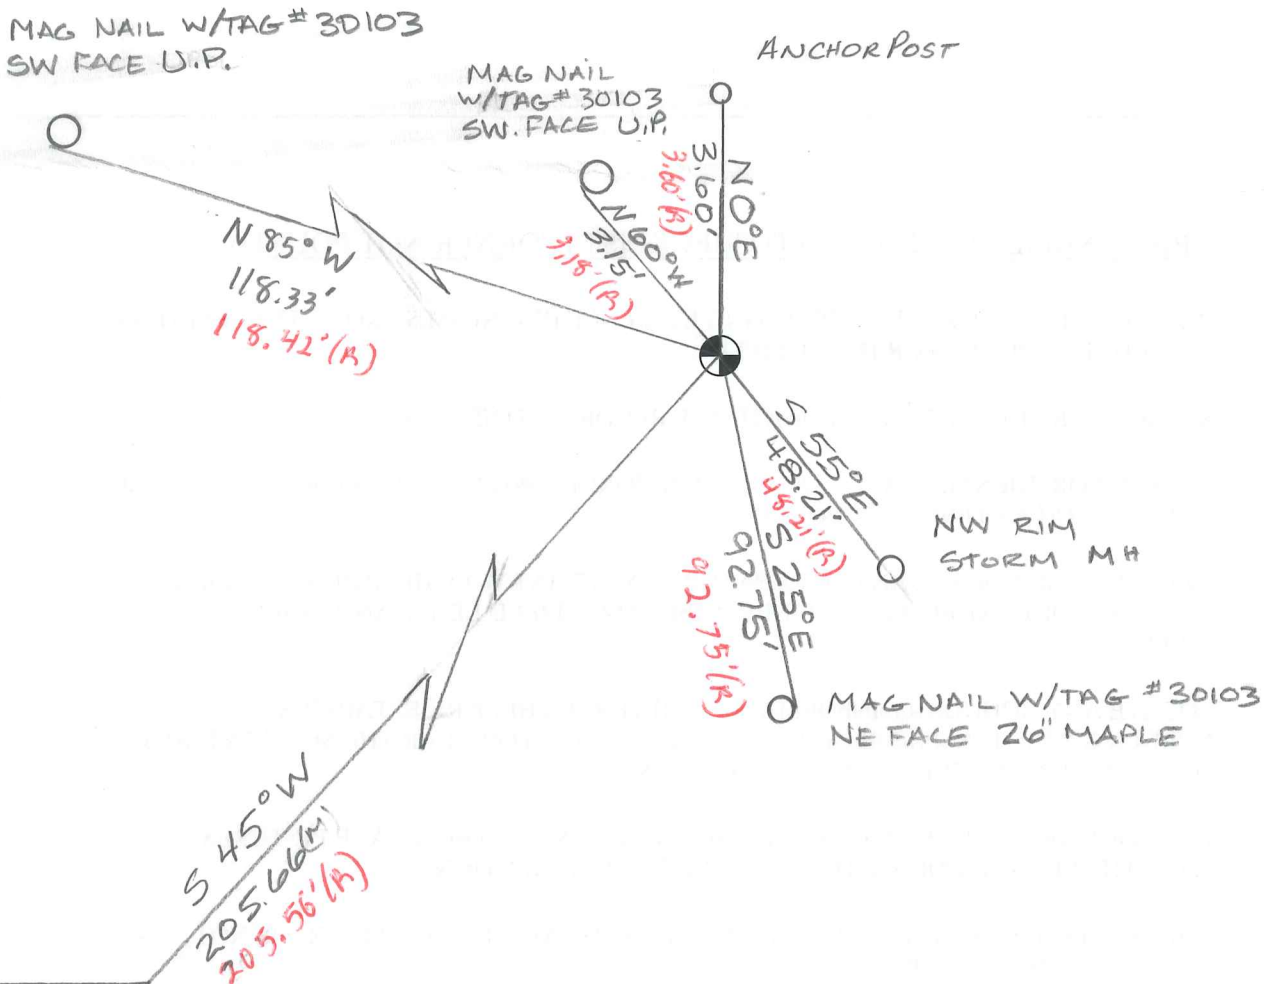 MAG NAIL W/TAG # 30103
SW FACE U.P.
MAG NAIL
W/TAG # 30103
SW. FACE U.P.
ANCHOR POST
N 0° E
3.60'
3.60'(R)
N 60° W
3.15'
3.18'(R)
N 85° W
118.33'
118.42'(R)
S 55° E
48.21'
48.21'(R)
NW RIM
STORM MH
S 25° E
92.75'
92.75'(R)
MAG NAIL W/TAG # 30103
NE FACE 26" MAPLE
S 45° W
205.66(M)
205.56'(R)